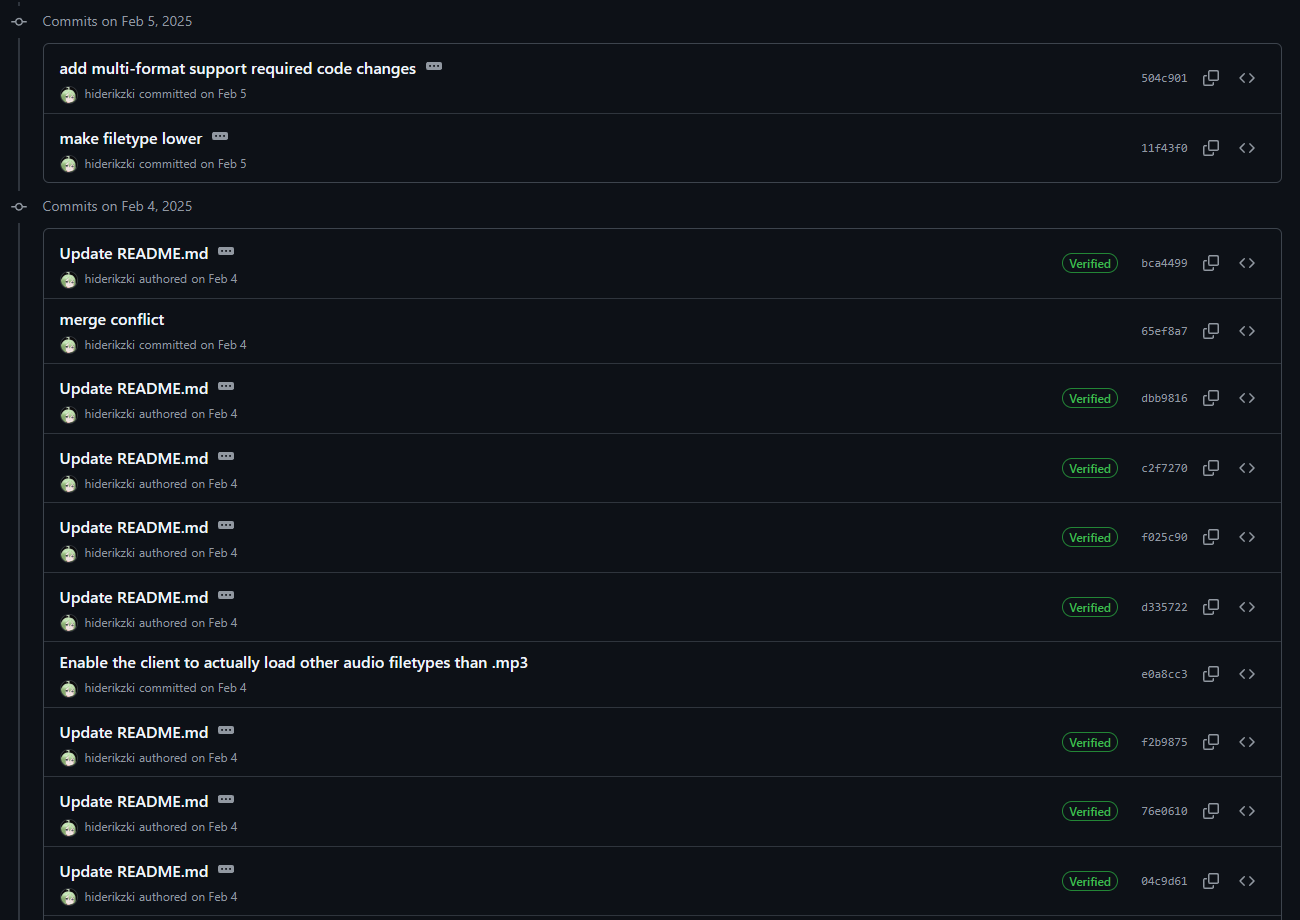 Commits on Feb 5, 2025
add multi-format support required code changes
504c901
hiderikzki committed on Feb 5
make filetype lower
11f43f0
hiderikzki committed on Feb 5
Commits on Feb 4, 2025
Update README.md
Verified bca4499
hiderikzki authored on Feb 4
merge conflict
65ef8a7
hiderikzki committed on Feb 4
Update README.md
Verified dbb9816
hiderikzki authored on Feb 4
Update README.md
Verified c2f7270
hiderikzki authored on Feb 4
Update README.md
Verified f025c90
hiderikzki authored on Feb 4
Update README.md
Verified d335722
hiderikzki authored on Feb 4
Enable the client to actually load other audio filetypes than .mp3
e0a8cc3
hiderikzki committed on Feb 4
Update README.md
Verified f2b9875
hiderikzki authored on Feb 4
Update README.md
Verified 76e0610
hiderikzki authored on Feb 4
Update README.md
Verified 04c9d61
hiderikzki authored on Feb 4